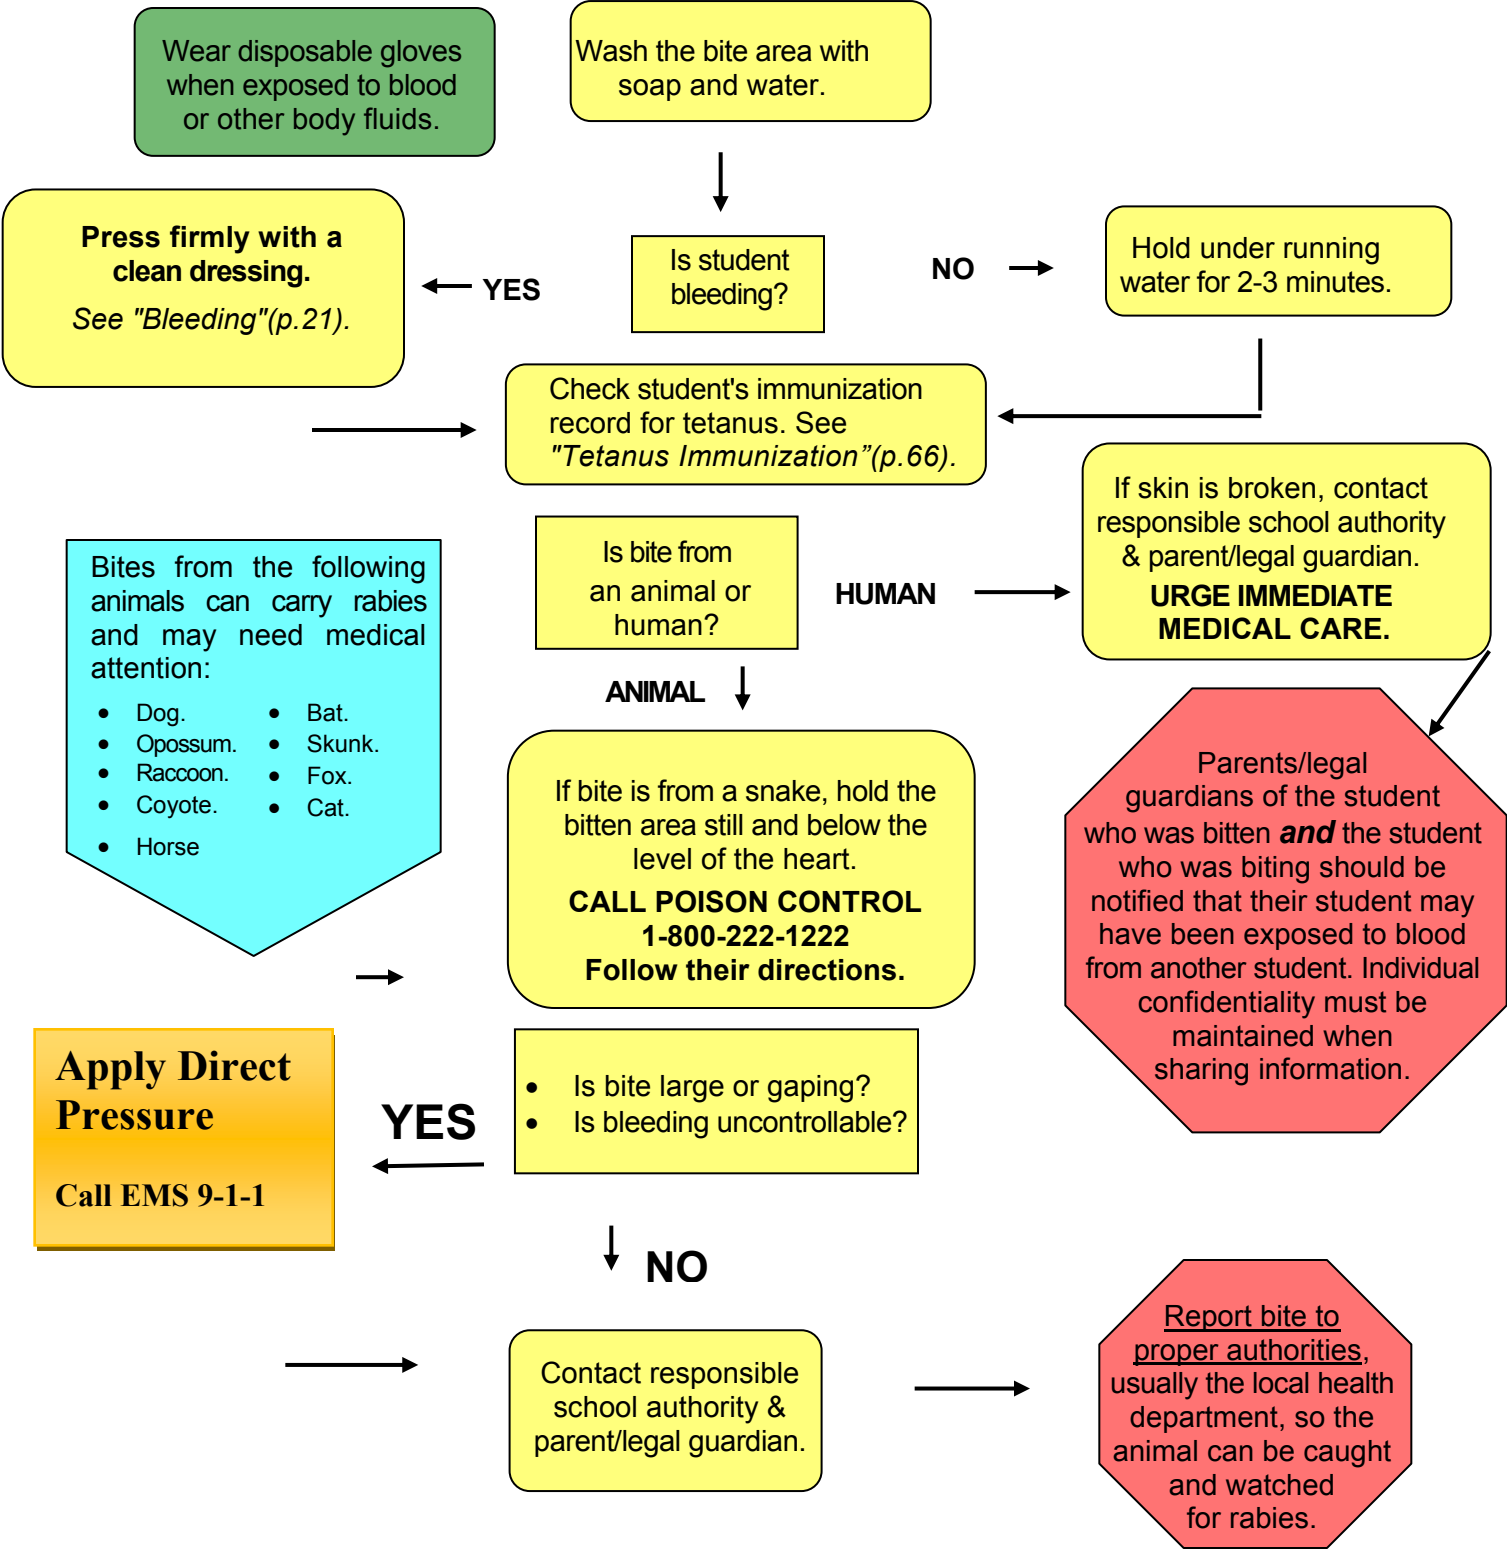 Wear disposable gloves
when exposed to blood
or other body fluids.
Wash the bite area with
soap and water.
Press firmly with a
clean dressing.
See "Bleeding"(p.21).
YES
Is student
bleeding?
NO
Hold under running
water for 2-3 minutes.
Check student's immunization
record for tetanus. See
"Tetanus Immunization”(p.66).
Is bite from
an animal or
human?
HUMAN
If skin is broken, contact
responsible school authority
& parent/legal guardian.
URGE IMMEDIATE
MEDICAL CARE.
Bites from the following
animals can carry rabies
and may need medical
attention:
• Dog.
• Opossum.
• Raccoon.
• Coyote.
• Horse
• Bat.
• Skunk.
• Fox.
• Cat.
ANIMAL
If bite is from a snake, hold the
bitten area still and below the
level of the heart.
CALL POISON CONTROL
1-800-222-1222
Follow their directions.
Parents/legal
guardians of the student
who was bitten and the student
who was biting should be
notified that their student may
have been exposed to blood
from another student. Individual
confidentiality must be
maintained when
sharing information.
Apply Direct
Pressure
Call EMS 9-1-1
YES
• Is bite large or gaping?
• Is bleeding uncontrollable?
NO
Contact responsible
school authority &
parent/legal guardian.
Report bite to
proper authorities,
usually the local health
department, so the
animal can be caught
and watched
for rabies.